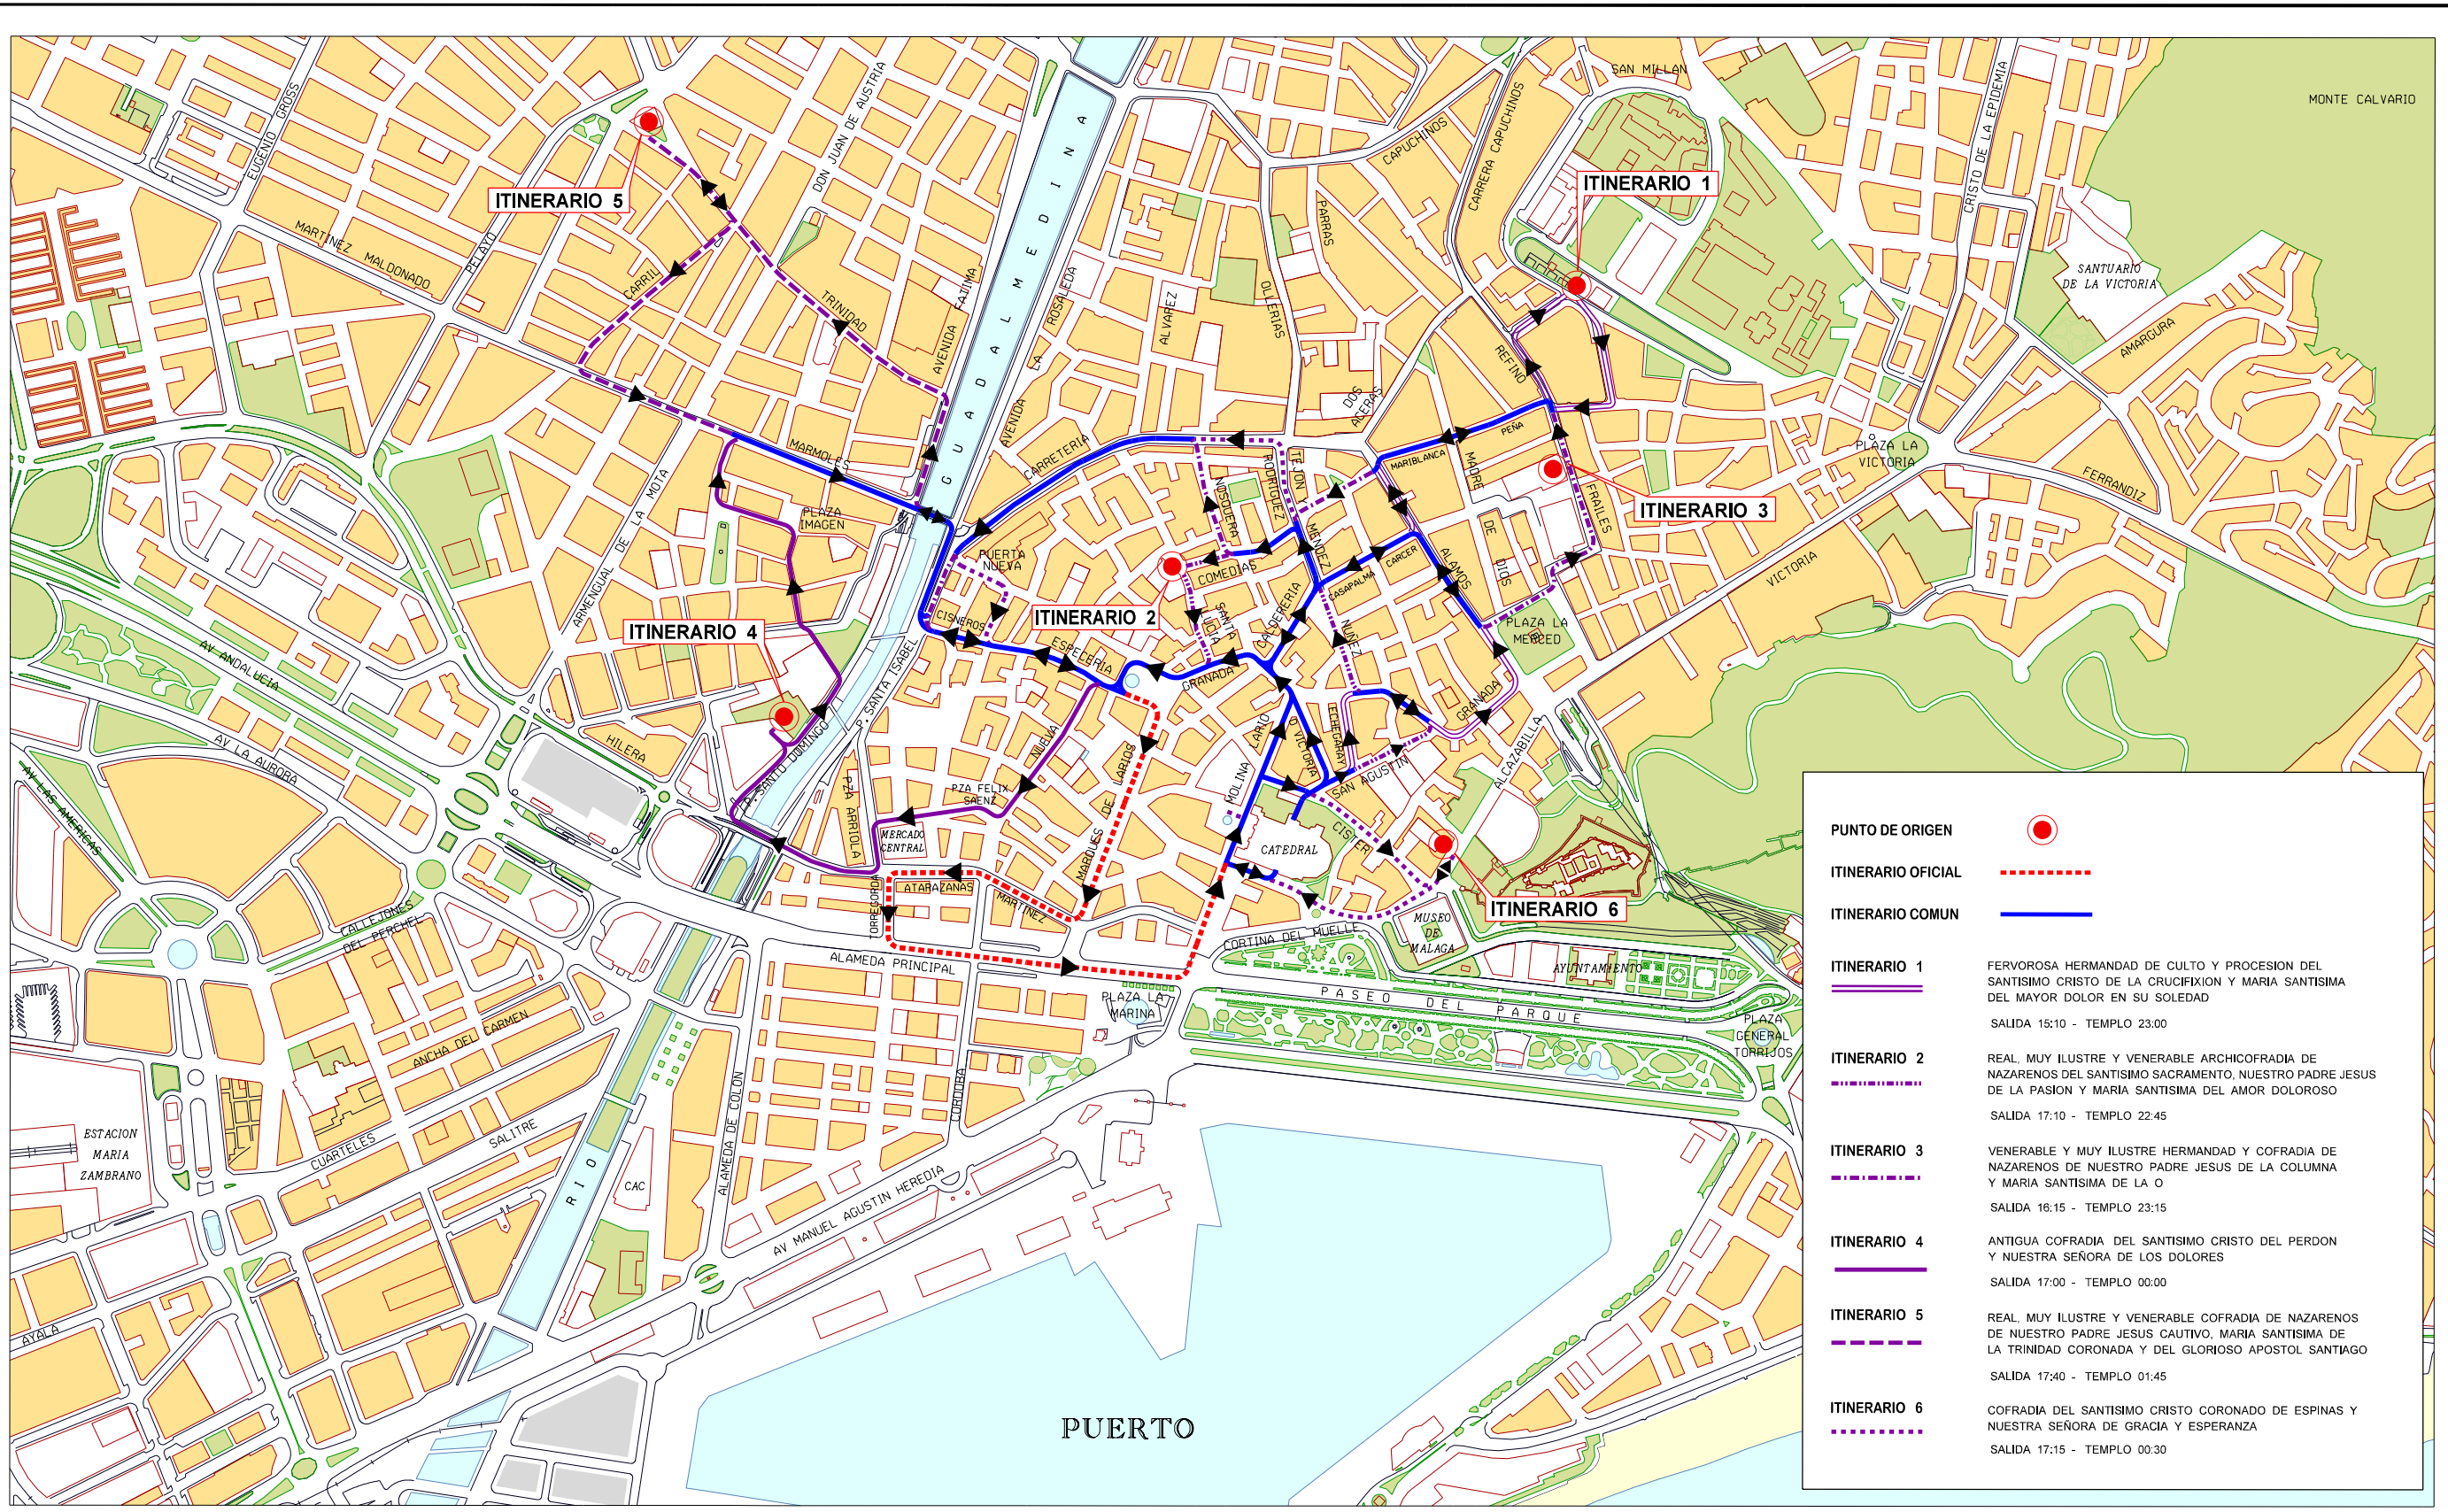 SAN MILLAN
MONTE CALVARIO
EUGENIO GROSS
DON JUAN DE AUSTRIA
CAPUCHINOS
CARRERA CAPUCHINOS
CRISTO DE LA EPIDEMIA
ITINERARIO 5
ITINERARIO 1
MARTINEZ MALDONADO
PELAYO
CARRIL
TRINIDAD
AVENIDA FATIMA
GUADALMEDINA
AVENIDA LA ROSALEDA
ALVAREZ
OLLERIAS
PARRAS
REFINO
SANTUARIO
DE LA VICTORIA
AMARGURA
DOS ACERAS
PEÑA
MARIBLANCA
MADRE
DE
DIOS
PLAZA LA
VICTORIA
FERRANDIZ
MARMOLES
CARRETERIA
NOSQUERA
RODRIGUEZ
TEJON Y
MENDEZ
FRAILES
ITINERARIO 3
ARMENGUAL DE LA MOTA
PLAZA
IMAGEN
PUERTA
NUEVA
COMEDIAS
CASAPALMA
CARCER
ALAMOS
VICTORIA
ITINERARIO 2
CISNEROS
ESPECERIA
SANTA
LUCIA
CALDERERIA
NUÑEZ
PLAZA LA
MERCED
ITINERARIO 4
GRANADA
GRANADA
AV ANDALUCIA
AV LA AURORA
AV LAS AMERICAS
HILERA
P. SANTO DOMINGO
P. SANTA ISABEL
PZA ARRIOLA
NUEVA
PZA FELIX
SAENZ
MARQUES DE LARIOS
MOLINA LARIO
D VICTORIA
ECHEGARAY
SAN AGUSTIN
ALCAZABILLA
CISTER
CATEDRAL
MERCADO
CENTRAL
ATARAZANAS
TORREGORDA
MARTINEZ
ITINERARIO 6
MUSEO
DE
MALAGA
CORTINA DEL MUELLE
AYUNTAMIENTO
CALLEJONES
DEL PERCHEL
ALAMEDA PRINCIPAL
PLAZA LA
MARINA
PASEO DEL PARQUE
PLAZA
GENERAL
TORRIJOS
ANCHA DEL CARMEN
ALAMEDA DE COLON
CORDOBA
ESTACION
MARIA
ZAMBRANO
CUARTELES
SALITRE
RIO
CAC
AV MANUEL AGUSTIN HEREDIA
AYALA
PUERTO
PUNTO DE ORIGEN
ITINERARIO OFICIAL
ITINERARIO COMUN
ITINERARIO 1
FERVOROSA HERMANDAD DE CULTO Y PROCESION DEL
SANTISIMO CRISTO DE LA CRUCIFIXION Y MARIA SANTISIMA
DEL MAYOR DOLOR EN SU SOLEDAD
SALIDA 15:10 - TEMPLO 23:00
ITINERARIO 2
REAL, MUY ILUSTRE Y VENERABLE ARCHICOFRADIA DE
NAZARENOS DEL SANTISIMO SACRAMENTO, NUESTRO PADRE JESUS
DE LA PASION Y MARIA SANTISIMA DEL AMOR DOLOROSO
SALIDA 17:10 - TEMPLO 22:45
ITINERARIO 3
VENERABLE Y MUY ILUSTRE HERMANDAD Y COFRADIA DE
NAZARENOS DE NUESTRO PADRE JESUS DE LA COLUMNA
Y MARIA SANTISIMA DE LA O
SALIDA 16:15 - TEMPLO 23:15
ITINERARIO 4
ANTIGUA COFRADIA DEL SANTISIMO CRISTO DEL PERDON
Y NUESTRA SEÑORA DE LOS DOLORES
SALIDA 17:00 - TEMPLO 00:00
ITINERARIO 5
REAL, MUY ILUSTRE Y VENERABLE COFRADIA DE NAZARENOS
DE NUESTRO PADRE JESUS CAUTIVO, MARIA SANTISIMA DE
LA TRINIDAD CORONADA Y DEL GLORIOSO APOSTOL SANTIAGO
SALIDA 17:40 - TEMPLO 01:45
ITINERARIO 6
COFRADIA DEL SANTISIMO CRISTO CORONADO DE ESPINAS Y
NUESTRA SEÑORA DE GRACIA Y ESPERANZA
SALIDA 17:15 - TEMPLO 00:30